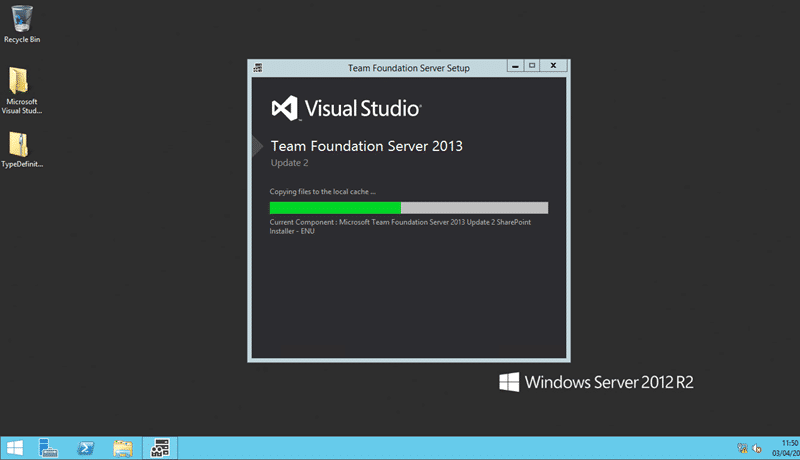 Recycle Bin
Microsoft
Visual Stud...
TypeDefinit...
Team Foundation Server Setup
Visual Studio
Team Foundation Server 2013
Update 2
Copying files to the local cache ...
Current Component : Microsoft Team Foundation Server 2013 Update 2 SharePoint
Installer - ENU
Windows Server 2012 R2
11:50
03/04/20